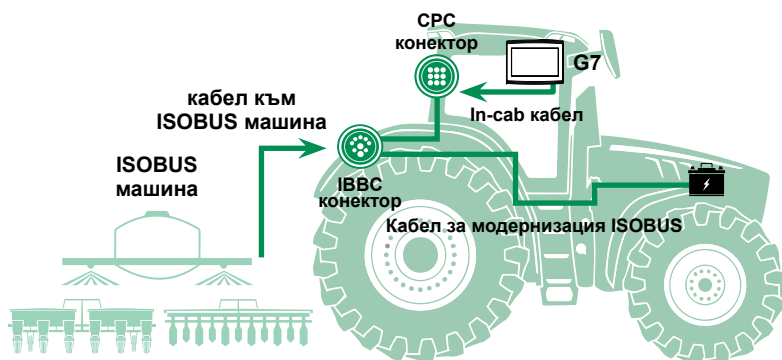 CPC
конектор
G7
In-cab кабел
кабел към
ISOBUS машина
ISOBUS
машина
IBBC
конектор
Кабел за модернизация ISOBUS